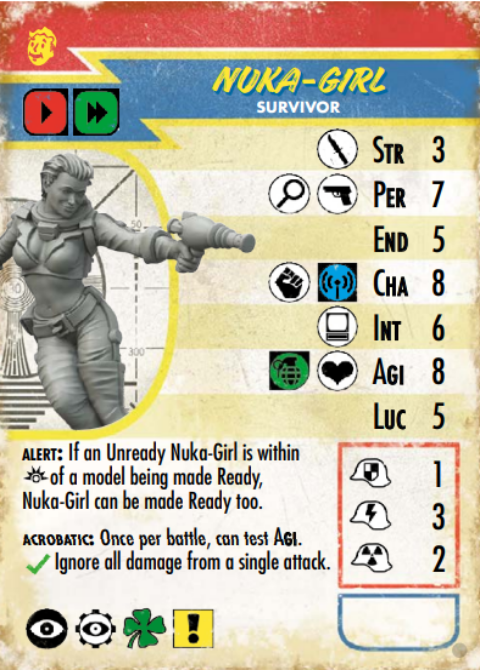 NUKA-GIRL
SURVIVOR
STR 3
PER 7
END 5
CHA 8
INT 6
AGI 8
LUC 5
50
300
ALERT: If an Unready Nuka-Girl is within
of a model being made Ready,
Nuka-Girl can be made Ready too.
ACROBATIC: Once per battle, can test AGI.
Ignore all damage from a single attack.
1
3
2
!